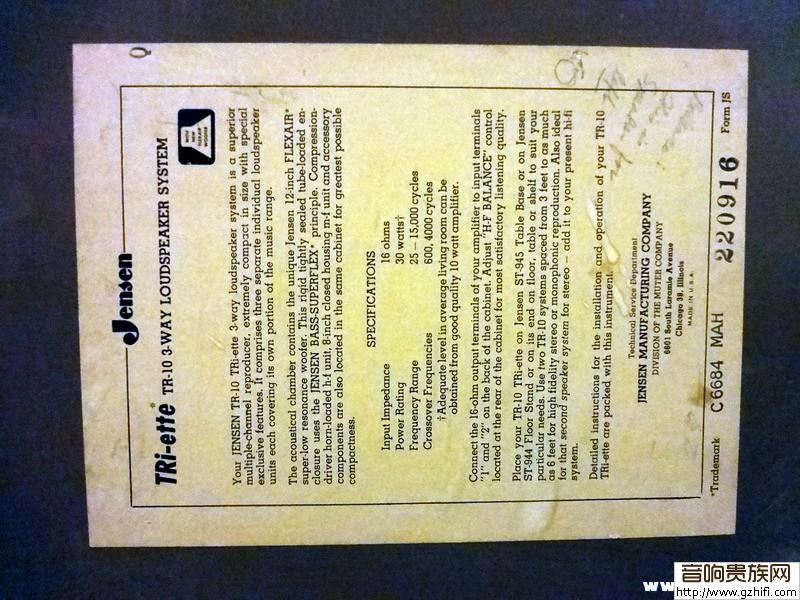 Jensen
TRi-ette* TR-10 3-WAY LOUDSPEAKER SYSTEM
Your JENSEN TR-10 TRi-ette 3-way loudspeaker system is a superior
multiple-channel reproducer, extremely compact in size with special
exclusive features. It comprises three separate individual loudspeaker
units each covering its own portion of the music range.
The acoustical chamber contains the unique Jensen 12-inch FLEXAIR*
super-low resonance woofer. This rigid tightly sealed tube-loaded en-
closure uses the JENSEN BASS-SUPERFLEX* principle. Compression-
driver horn-loaded h-f unit, 8-inch closed housing m-f unit and accessory
components are also located in the same cabinet for greatest possible
compactness.
SPECIFICATIONS
Input Impedance 16 ohms
Power Rating 30 watts†
Frequency Range 25 — 15,000 cycles
Crossover Frequencies 600, 4000 cycles
†Adequate level in average living room can be
obtained from good quality 10 watt amplifier.
Connect the 16-ohm output terminals of your amplifier to input terminals
"1" and "2" on the back of the cabinet. Adjust "H-F BALANCE" control
located at the rear of the cabinet for most satisfactory listening quality.
Place your TR-10 TRi-ette on Jensen ST-945 Table Base or on Jensen
ST-944 Floor Stand or on its end on floor, table or shelf to suit your
particular needs. Use two TR-10 systems spaced from 3 feet to as much
as 6 feet for high fidelity stereo or monophonic reproduction. Also ideal
for that second speaker system for stereo — add it to your present hi-fi
system.
Detailed instructions for the installation and operation of your TR-10
TRi-ette are packed with this instrument.
Technical Service Department
JENSEN MANUFACTURING COMPANY
DIVISION OF THE MUTER COMPANY
6601 South Laramie Avenue
Chicago 38, Illinois
MADE IN U.S.A.
*Trademark C6684 MAH 220916 Form JS
音响贵族网
http://www.gzhifi.com